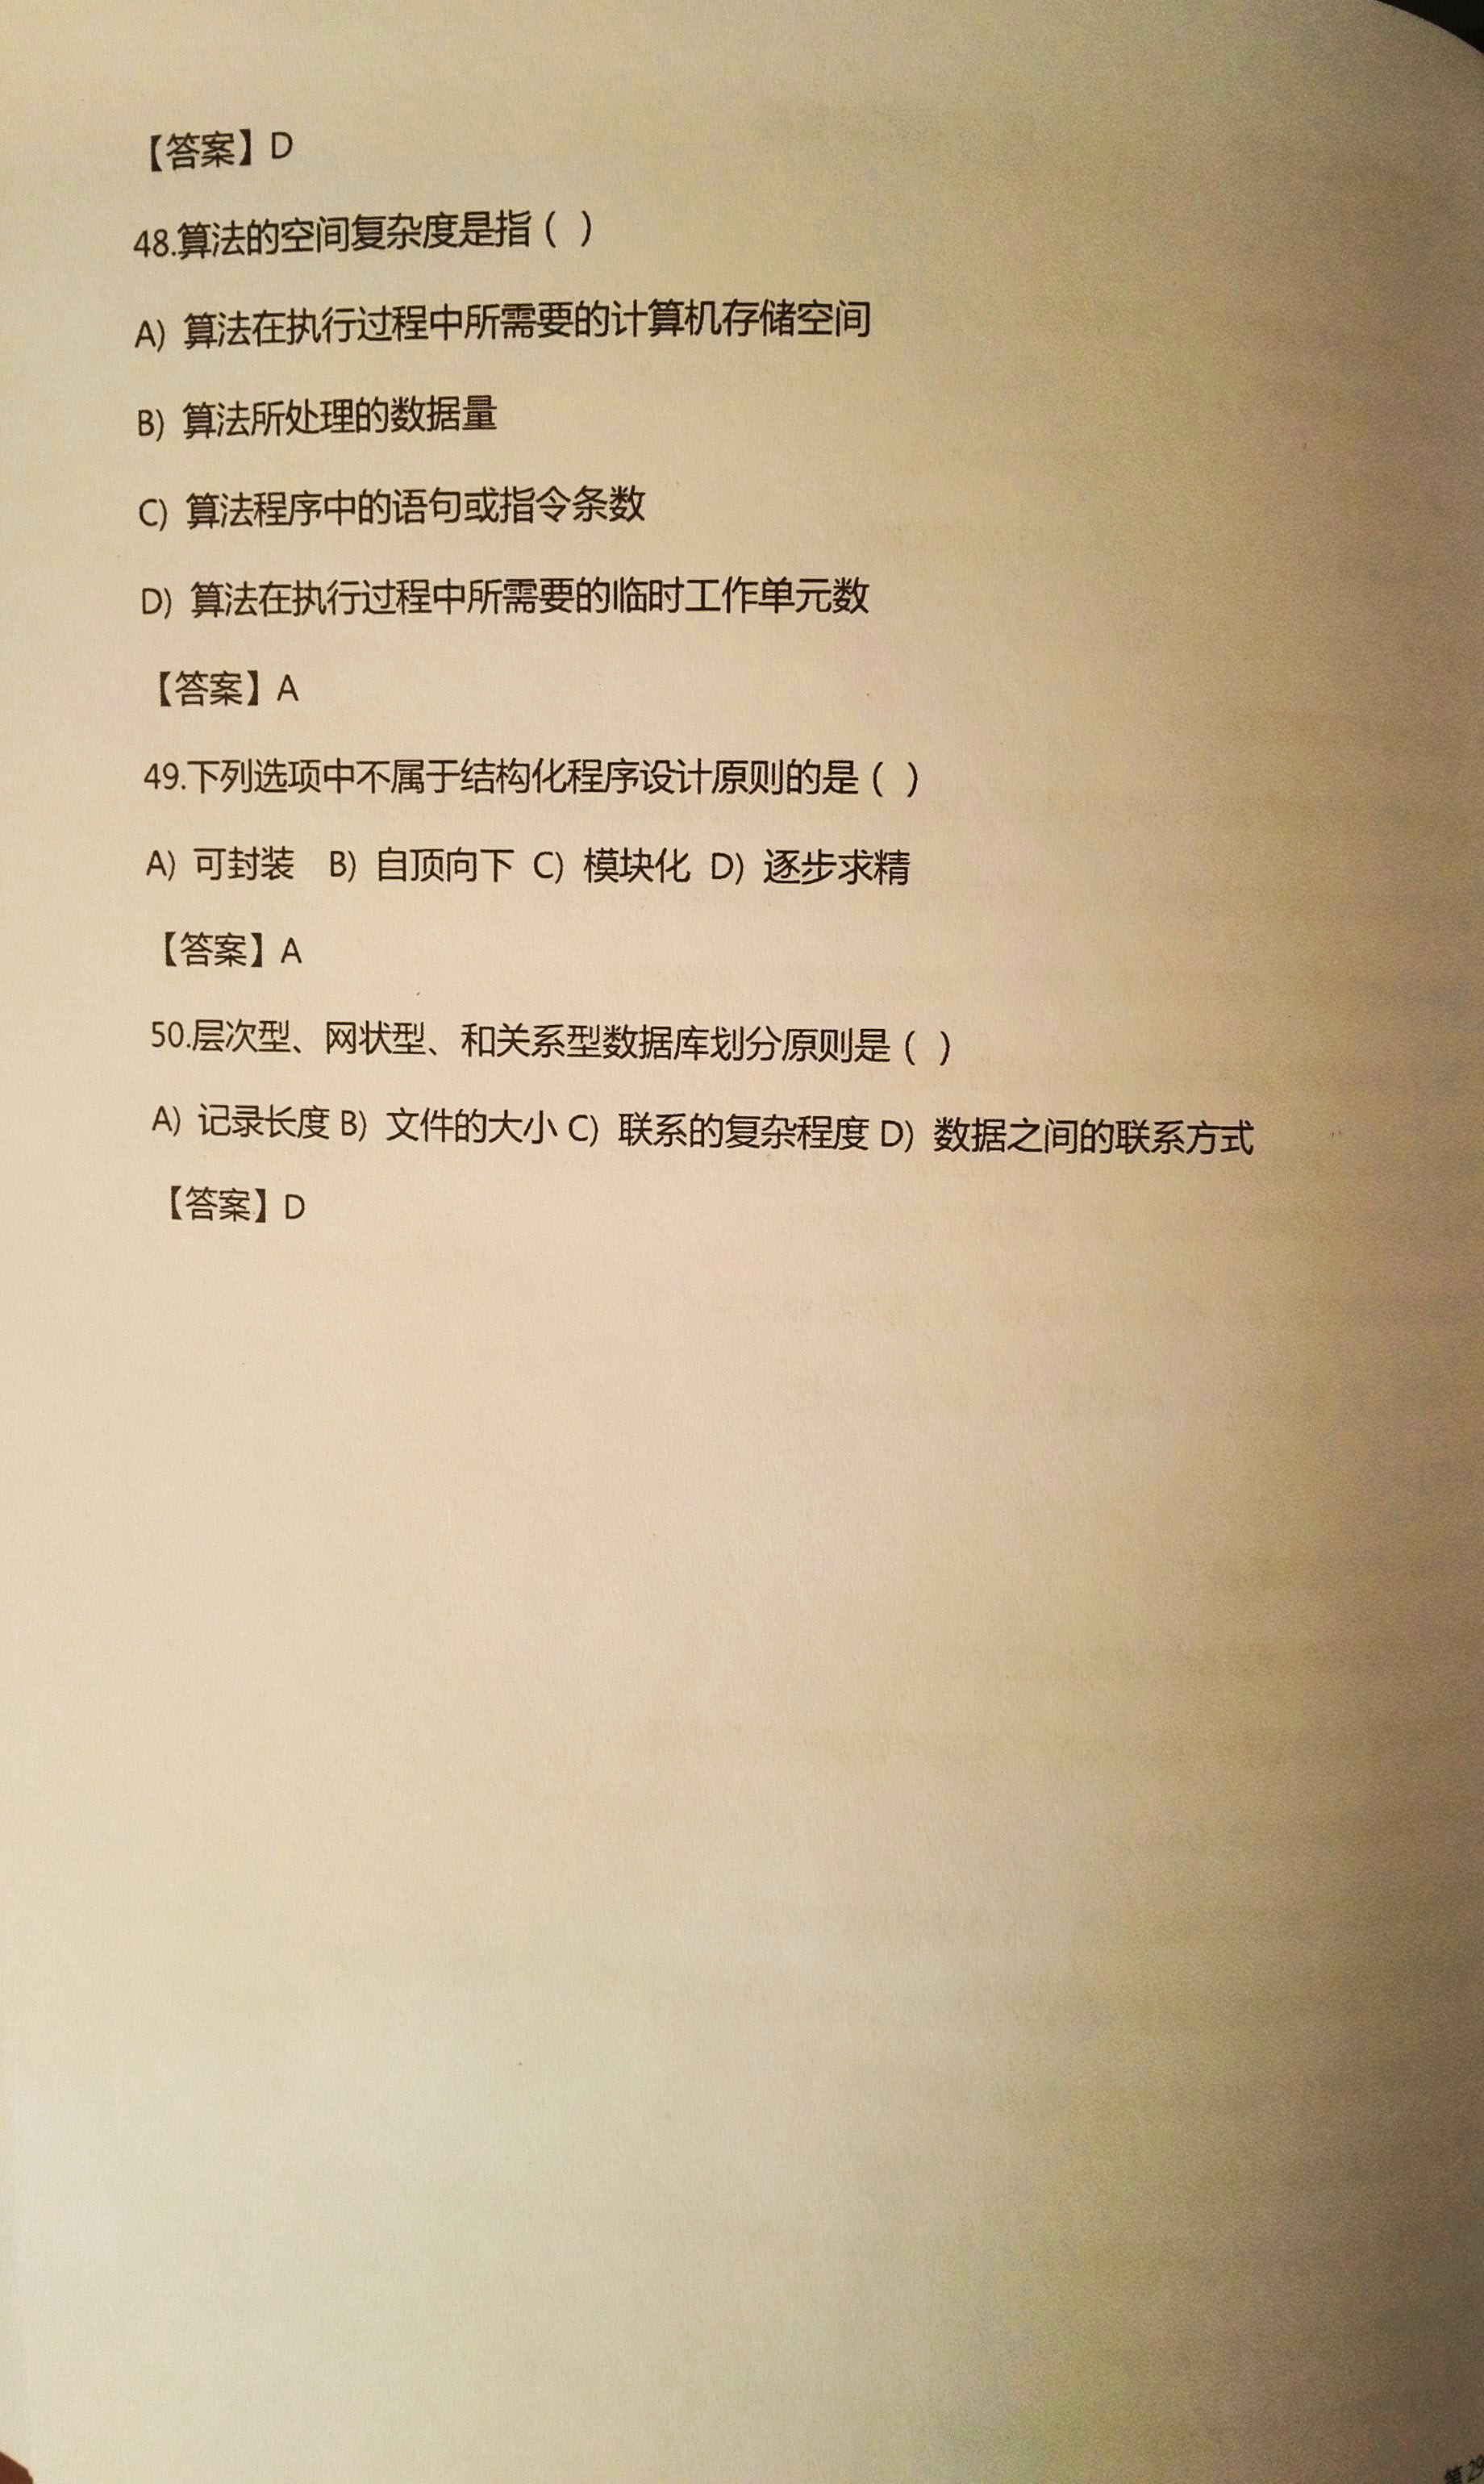 【答案】D
48.算法的空间复杂度是指（ ）
A) 算法在执行过程中所需要的计算机存储空间
B) 算法所处理的数据量
C) 算法程序中的语句或指令条数
D) 算法在执行过程中所需要的临时工作单元数
【答案】A
49.下列选项中不属于结构化程序设计原则的是（ ）
A) 可封装 B) 自顶向下 C) 模块化 D) 逐步求精
【答案】A
50.层次型、网状型、和关系型数据库划分原则是（ ）
A) 记录长度 B) 文件的大小 C) 联系的复杂程度 D) 数据之间的联系方式
【答案】D
第29